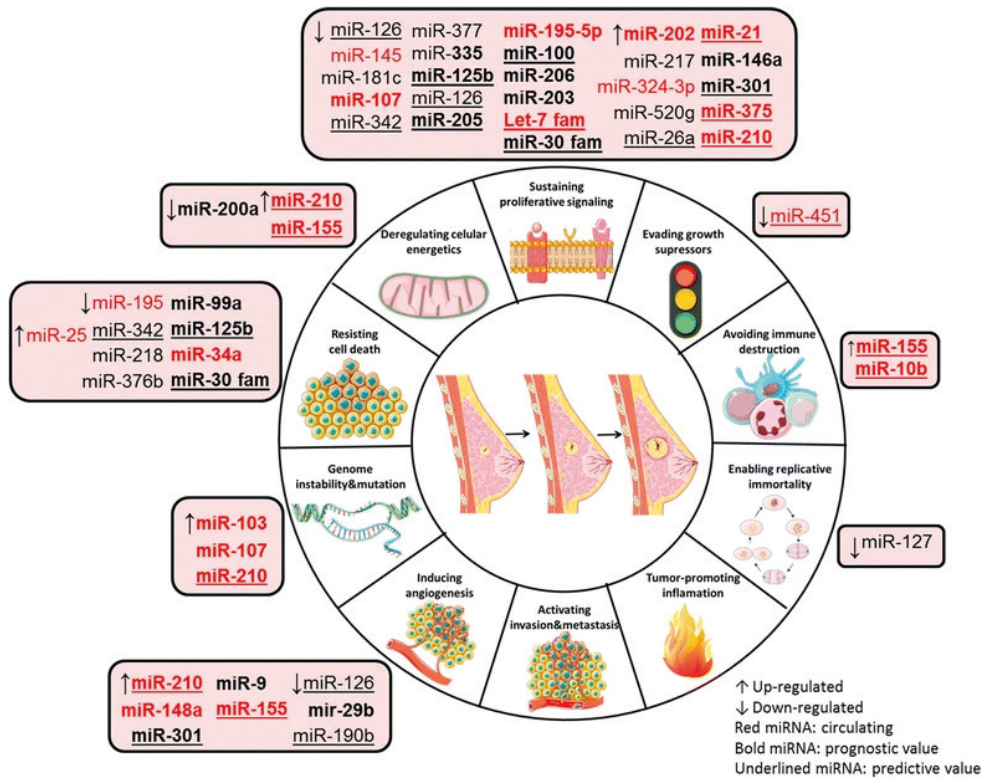 ↓miR-126 miR-377 miR-195-5p ↑miR-202 miR-21
miR-145 miR-335 miR-100 miR-217 miR-146a
miR-181c miR-125b miR-206 miR-324-3p miR-301
miR-107 miR-126 miR-203 miR-520g miR-375
miR-342 miR-205 Let-7 fam miR-26a miR-210
miR-30 fam
↓miR-200a ↑miR-210
miR-155
Sustaining
proliferative signaling
Deregulating celular
energetics
Evading growth
supressors
↓miR-451
↓miR-195 miR-99a
↑miR-25 miR-342 miR-125b
miR-218 miR-34a
miR-376b miR-30 fam
Resisting
cell death
Avoiding immune
destruction
↑miR-155
miR-10b
Genome
instability&mutation
Enabling replicative
immortality
↑miR-103
miR-107
miR-210
↓miR-127
Inducing
angiogenesis
Activating
invasion&metastasis
Tumor-promoting
inflamation
↑miR-210 miR-9 ↓miR-126
miR-148a miR-155 mir-29b
miR-301 miR-190b
↑ Up-regulated
↓ Down-regulated
Red miRNA: circulating
Bold miRNA: prognostic value
Underlined miRNA: predictive value